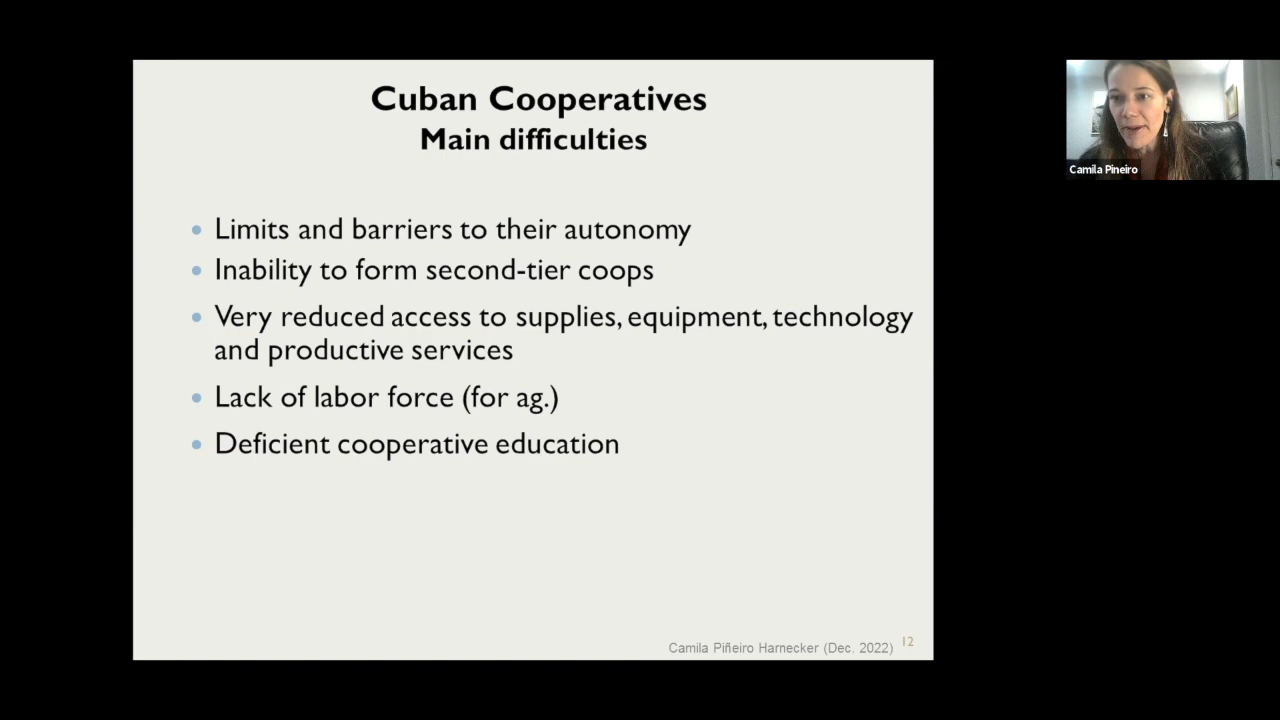 Cuban Cooperatives
Main difficulties
Limits and barriers to their autonomy
Inability to form second-tier coops
Very reduced access to supplies, equipment, technology
and productive services
Lack of labor force (for ag.)
Deficient cooperative education
Camila Piñeiro Harnecker (Dec. 2022) 12
Camila Pineiro